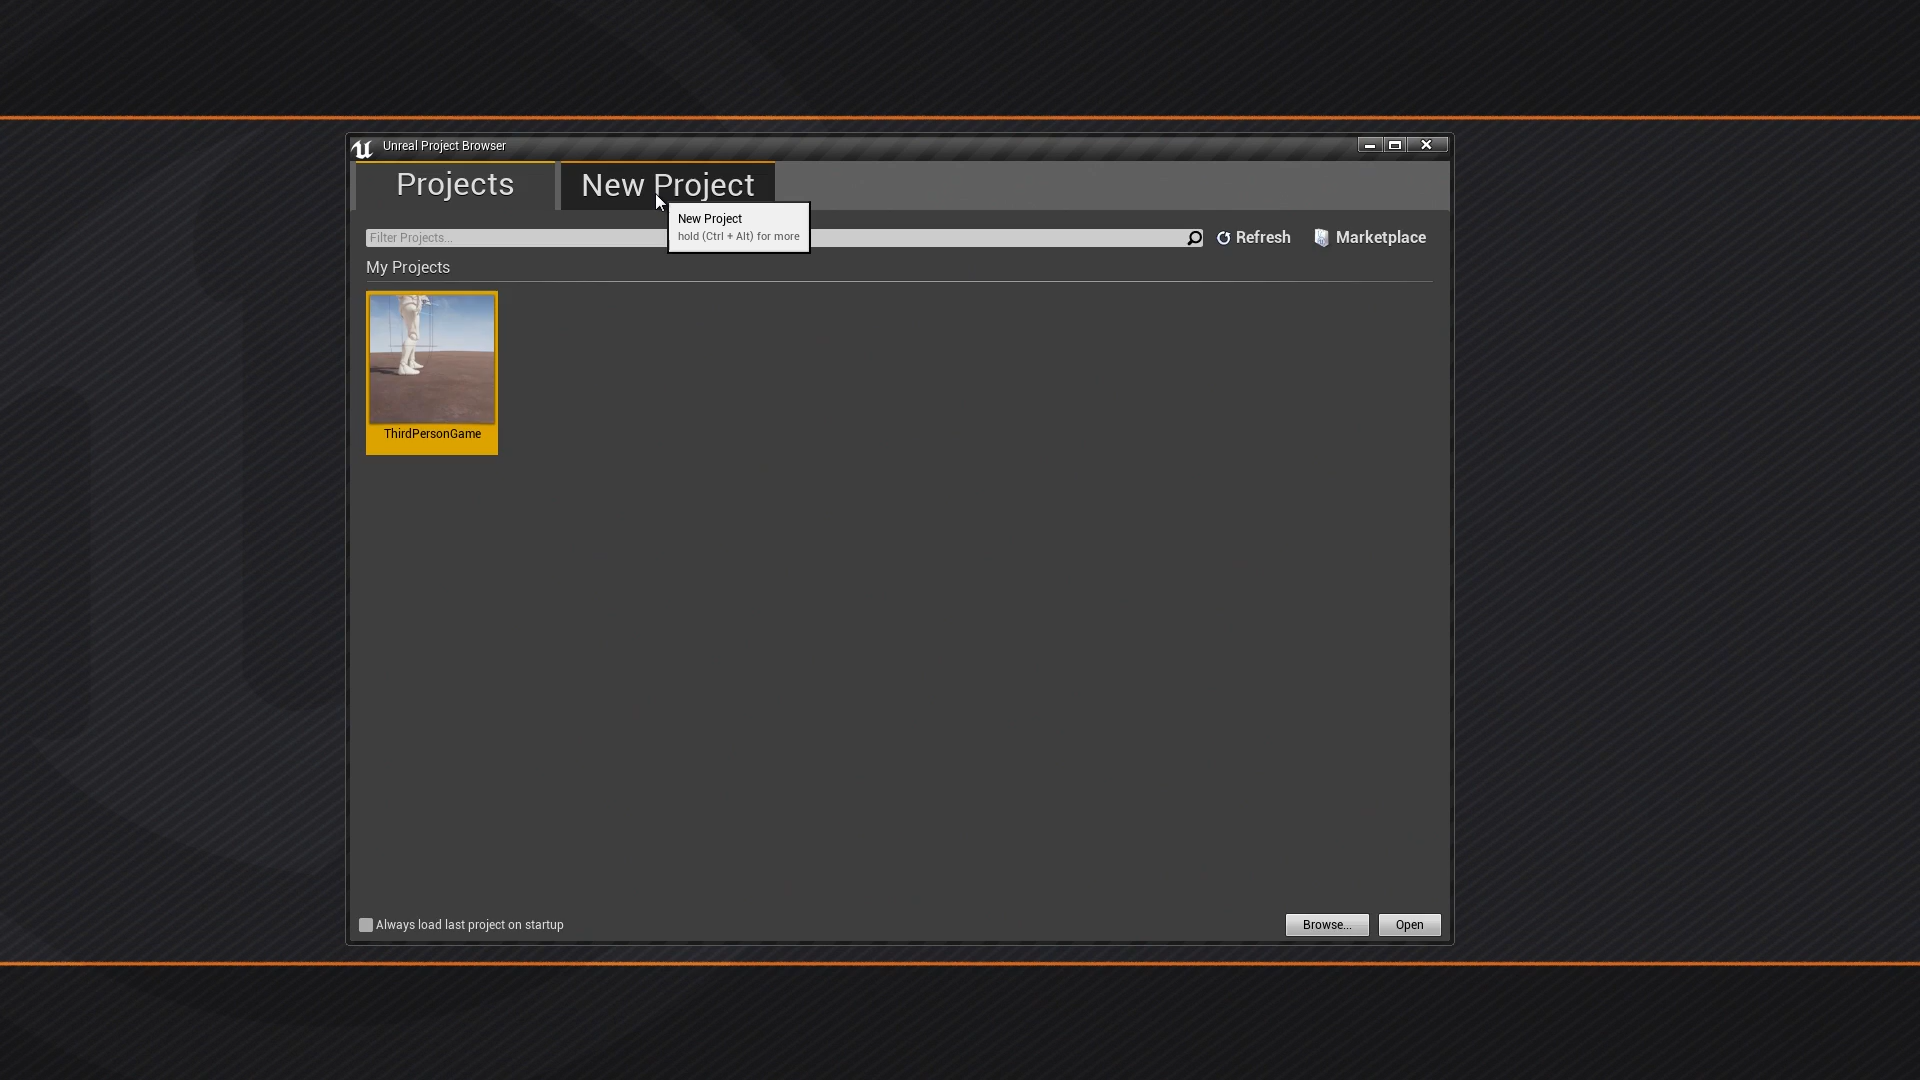 Unreal Project Browser
Projects
New Project
New Project
hold (Ctrl + Alt) for more
Filter Projects...
Refresh
Marketplace
My Projects
ThirdPersonGame
Always load last project on startup
Browse...
Open